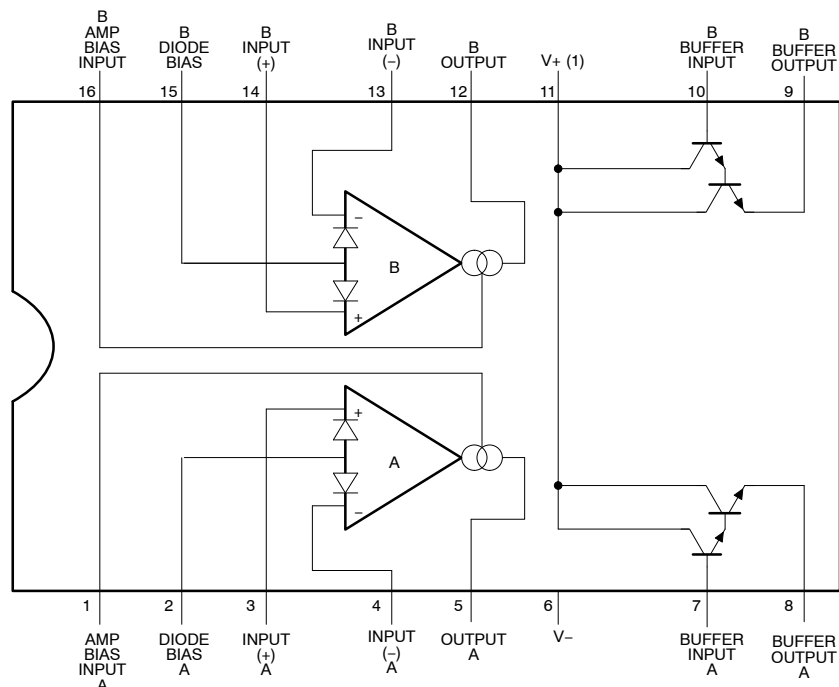 B
AMP
BIAS
INPUT
B
DIODE
BIAS
B
INPUT
(+)
B
INPUT
(−)
B
OUTPUT
V+ (1)
B
BUFFER
INPUT
B
BUFFER
OUTPUT
16
15
14
13
12
11
10
9
−
B
+
+
A
−
1
2
3
4
5
6
7
8
AMP
BIAS
INPUT
A
DIODE
BIAS
A
INPUT
(+)
A
INPUT
(−)
A
OUTPUT
A
V−
BUFFER
INPUT
A
BUFFER
OUTPUT
A